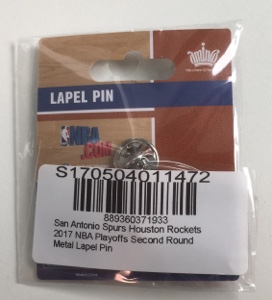 aminco
LAPEL PIN
NBA
.COM
S170504011472
889360371933
San Antonio Spurs Houston Rockets
2017 NBA Playoffs Second Round
Metal Lapel Pin